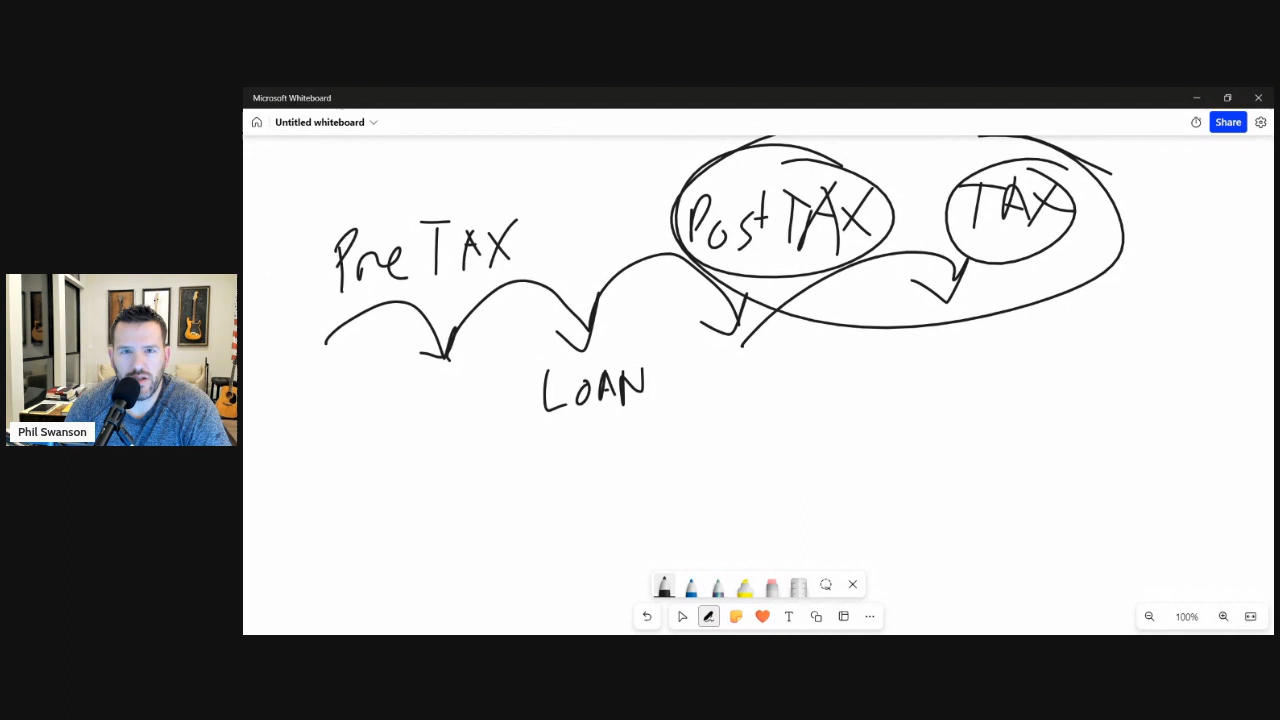 Microsoft Whiteboard
Untitled whiteboard
Share
Post TAX
TAX
Pre TAX
LOAN
Phil Swanson
100%